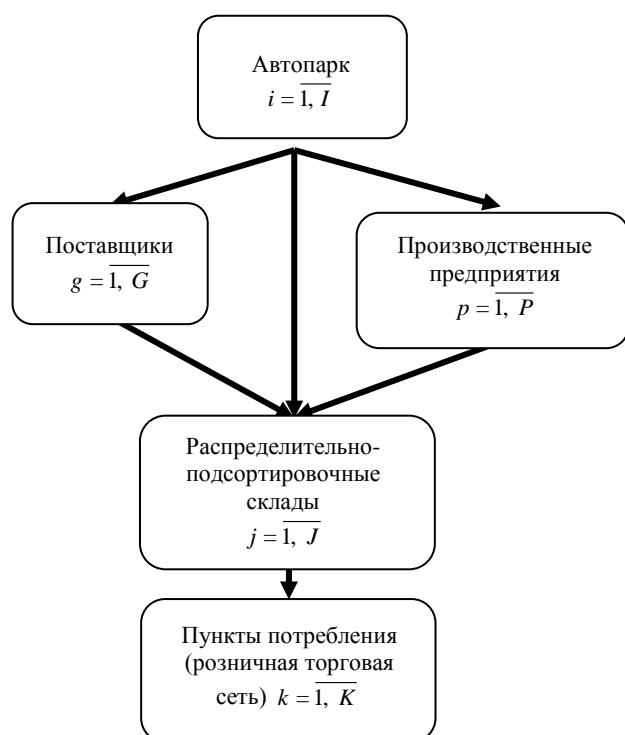 Автопарк
i = 1, I
Поставщики
g = 1, G
Производственные
предприятия
p = 1, P
Распределительно-
подсортировочные
склады
j = 1, J
Пункты потребления
(розничная торговая
сеть) k = 1, K